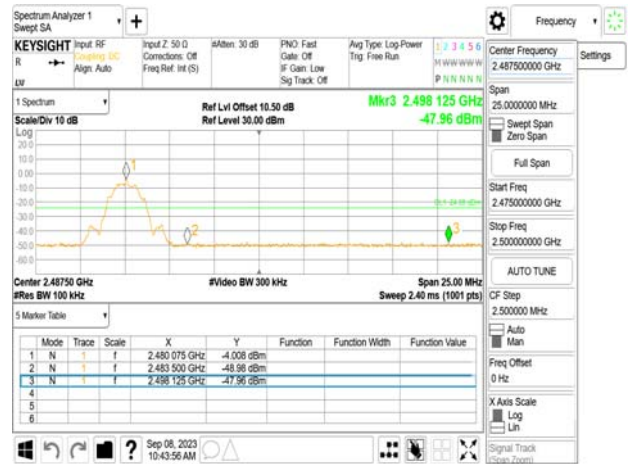 Spectrum Analyzer 1
Swept SA
Frequency
Settings
KEYSIGHT
R
Input: RF
Coupling: DC
Align: Auto
Input Z: 50 Ω
Corrections: Off
Freq Ref: Int (S)
#Atten: 30 dB
PNO: Fast
Gate: Off
IF Gain: Low
Sig Track: Off
Avg Type: Log-Power
Trig: Free Run
1 2 3 4 5 6
M W W W W W
P N N N N N
1 Spectrum
Scale/Div 10 dB
Ref Lvl Offset 10.50 dB
Ref Level 30.00 dBm
Mkr3 2.498 125 GHz
-47.96 dBm
Log
20.0
10.0
0.00
-10.0
-20.0
-30.0
-40.0
-50.0
-60.0
1
2
3
Center 2.48750 GHz
#Res BW 100 kHz
#Video BW 300 kHz
Span 25.00 MHz
Sweep 2.40 ms (1001 pts)
5 Marker Table
Mode Trace Scale X Y Function Function Width Function Value
1 N 1 f 2.480 075 GHz -4.008 dBm
2 N 1 f 2.483 500 GHz -48.98 dBm
3 N 1 f 2.498 125 GHz -47.96 dBm
4
5
6
Sep 08, 2023
10:43:56 AM
Center Frequency
2.487500000 GHz
Span
25.0000000 MHz
Swept Span
Zero Span
Full Span
Start Freq
2.475000000 GHz
Stop Freq
2.500000000 GHz
AUTO TUNE
CF Step
2.500000 MHz
Auto
Man
Freq Offset
0 Hz
X Axis Scale
Log
Lin
Signal Track
(Span Zoom)